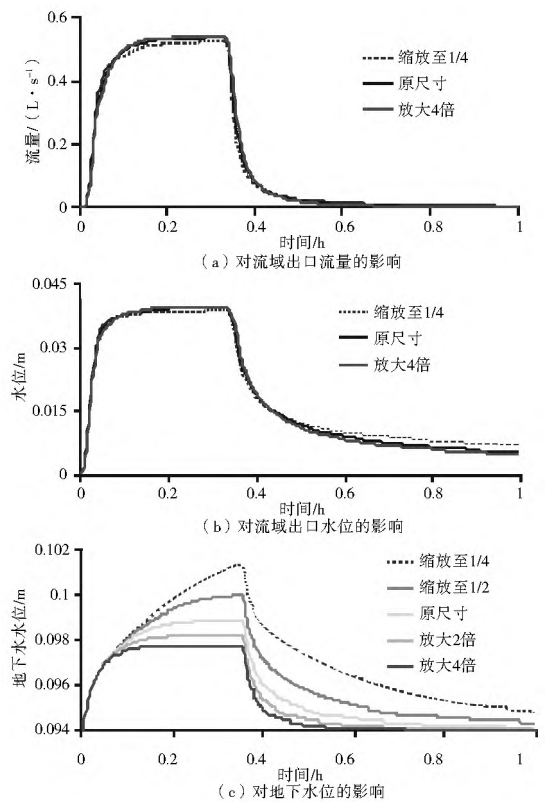 0.6
0.4
0.2
0
流量/(L·s⁻¹)
缩放至1/4
原尺寸
放大4倍
0 0.2 0.4 0.6 0.8 1
时间/h
(a)对流域出口流量的影响
0.045
0.03
0.015
0
水位/m
缩放至1/4
原尺寸
放大4倍
0 0.2 0.4 0.6 0.8 1
时间/h
(b)对流域出口水位的影响
0.102
0.1
0.098
0.096
0.094
地下水水位/m
缩放至1/4
缩放至1/2
原尺寸
放大2倍
放大4倍
0 0.2 0.4 0.6 0.8 1
时间/h
(c)对地下水位的影响